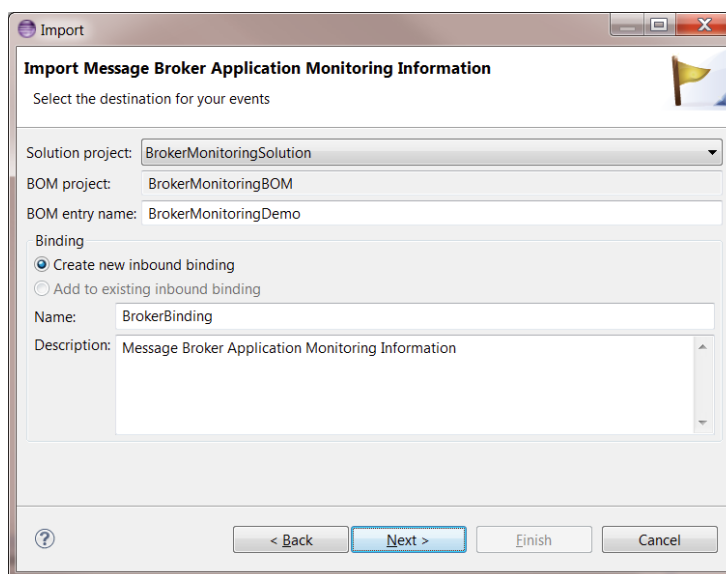 Import
Import Message Broker Application Monitoring Information
Select the destination for your events
Solution project: BrokerMonitoringSolution
BOM project: BrokerMonitoringBOM
BOM entry name: BrokerMonitoringDemo
Binding
Create new inbound binding
Add to existing inbound binding
Name: BrokerBinding
Description: Message Broker Application Monitoring Information
? < Back Next > Finish Cancel